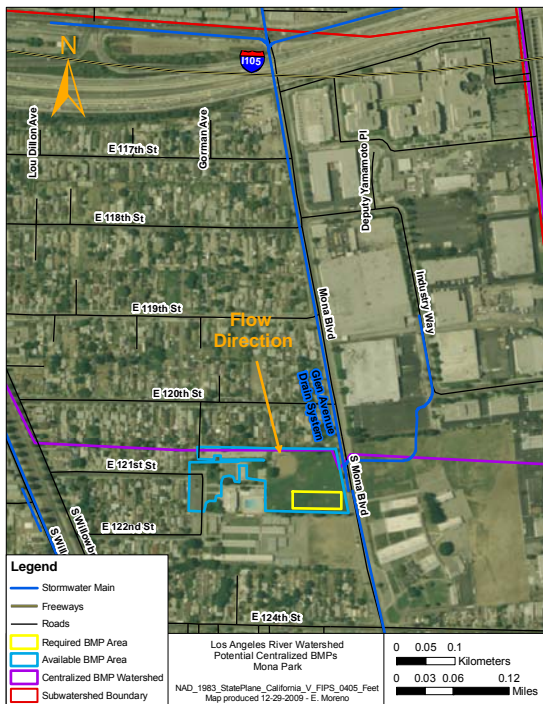 N
I105
Lou Dillon Ave
Gorman Ave
E 117th St
Deputy Yamamoto Pl
E 118th St
Industry Way
E 119th St
Mona Blvd
Flow
Direction
Glen Avenue
Drain System
E 120th St
E 121st St
S Mona Blvd
E 122nd St
S Willowb
S Will
E 124th St
Legend
Stormwater Main
Freeways
Roads
Required BMP Area
Available BMP Area
Centralized BMP Watershed
Subwatershed Boundary
Los Angeles River Watershed
Potential Centralized BMPs
Mona Park
NAD_1983_StatePlane_California_V_FIPS_0405_Feet
Map produced 12-29-2009 - E. Moreno
0 0.05 0.1
Kilometers
0 0.03 0.06 0.12
Miles